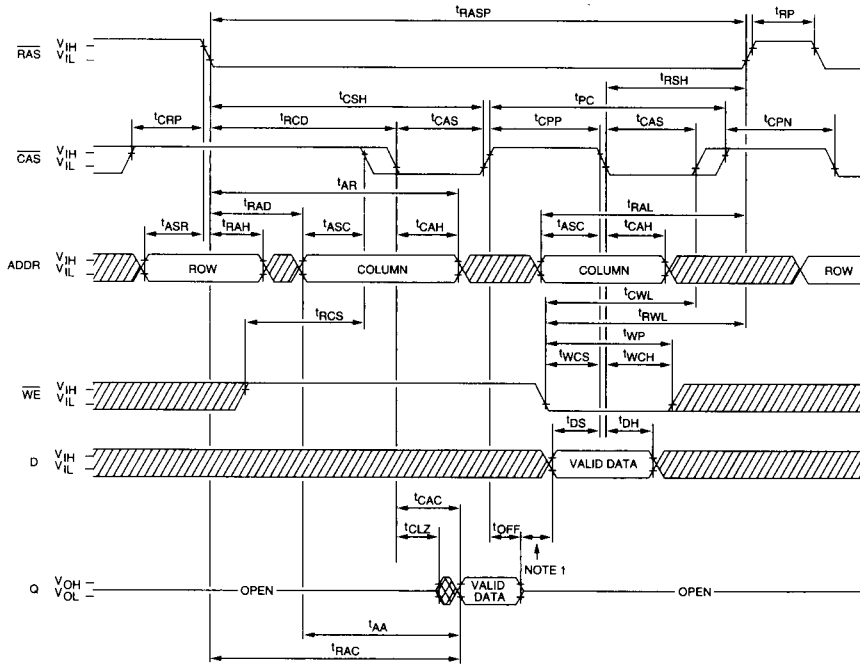 tRASP
tRP
RAS VIH VIL
tRSH
tCSH
tPC
tCRP
tRCD
tCAS
tCPP
tCAS
tCPN
CAS VIH VIL
tAR
tRAD
tRAL
tASR
tRAH
tASC
tCAH
tASC
tCAH
ADDR VIH VIL
ROW
COLUMN
COLUMN
ROW
tCWL
tRCS
tRWL
tWP
tWCS
tWCH
WE VIH VIL
tDS
tDH
D VIH VIL
VALID DATA
tCAC
tCLZ
tOFF
NOTE 1
Q VOH VOL
OPEN
VALID
DATA
OPEN
tAA
tRAC